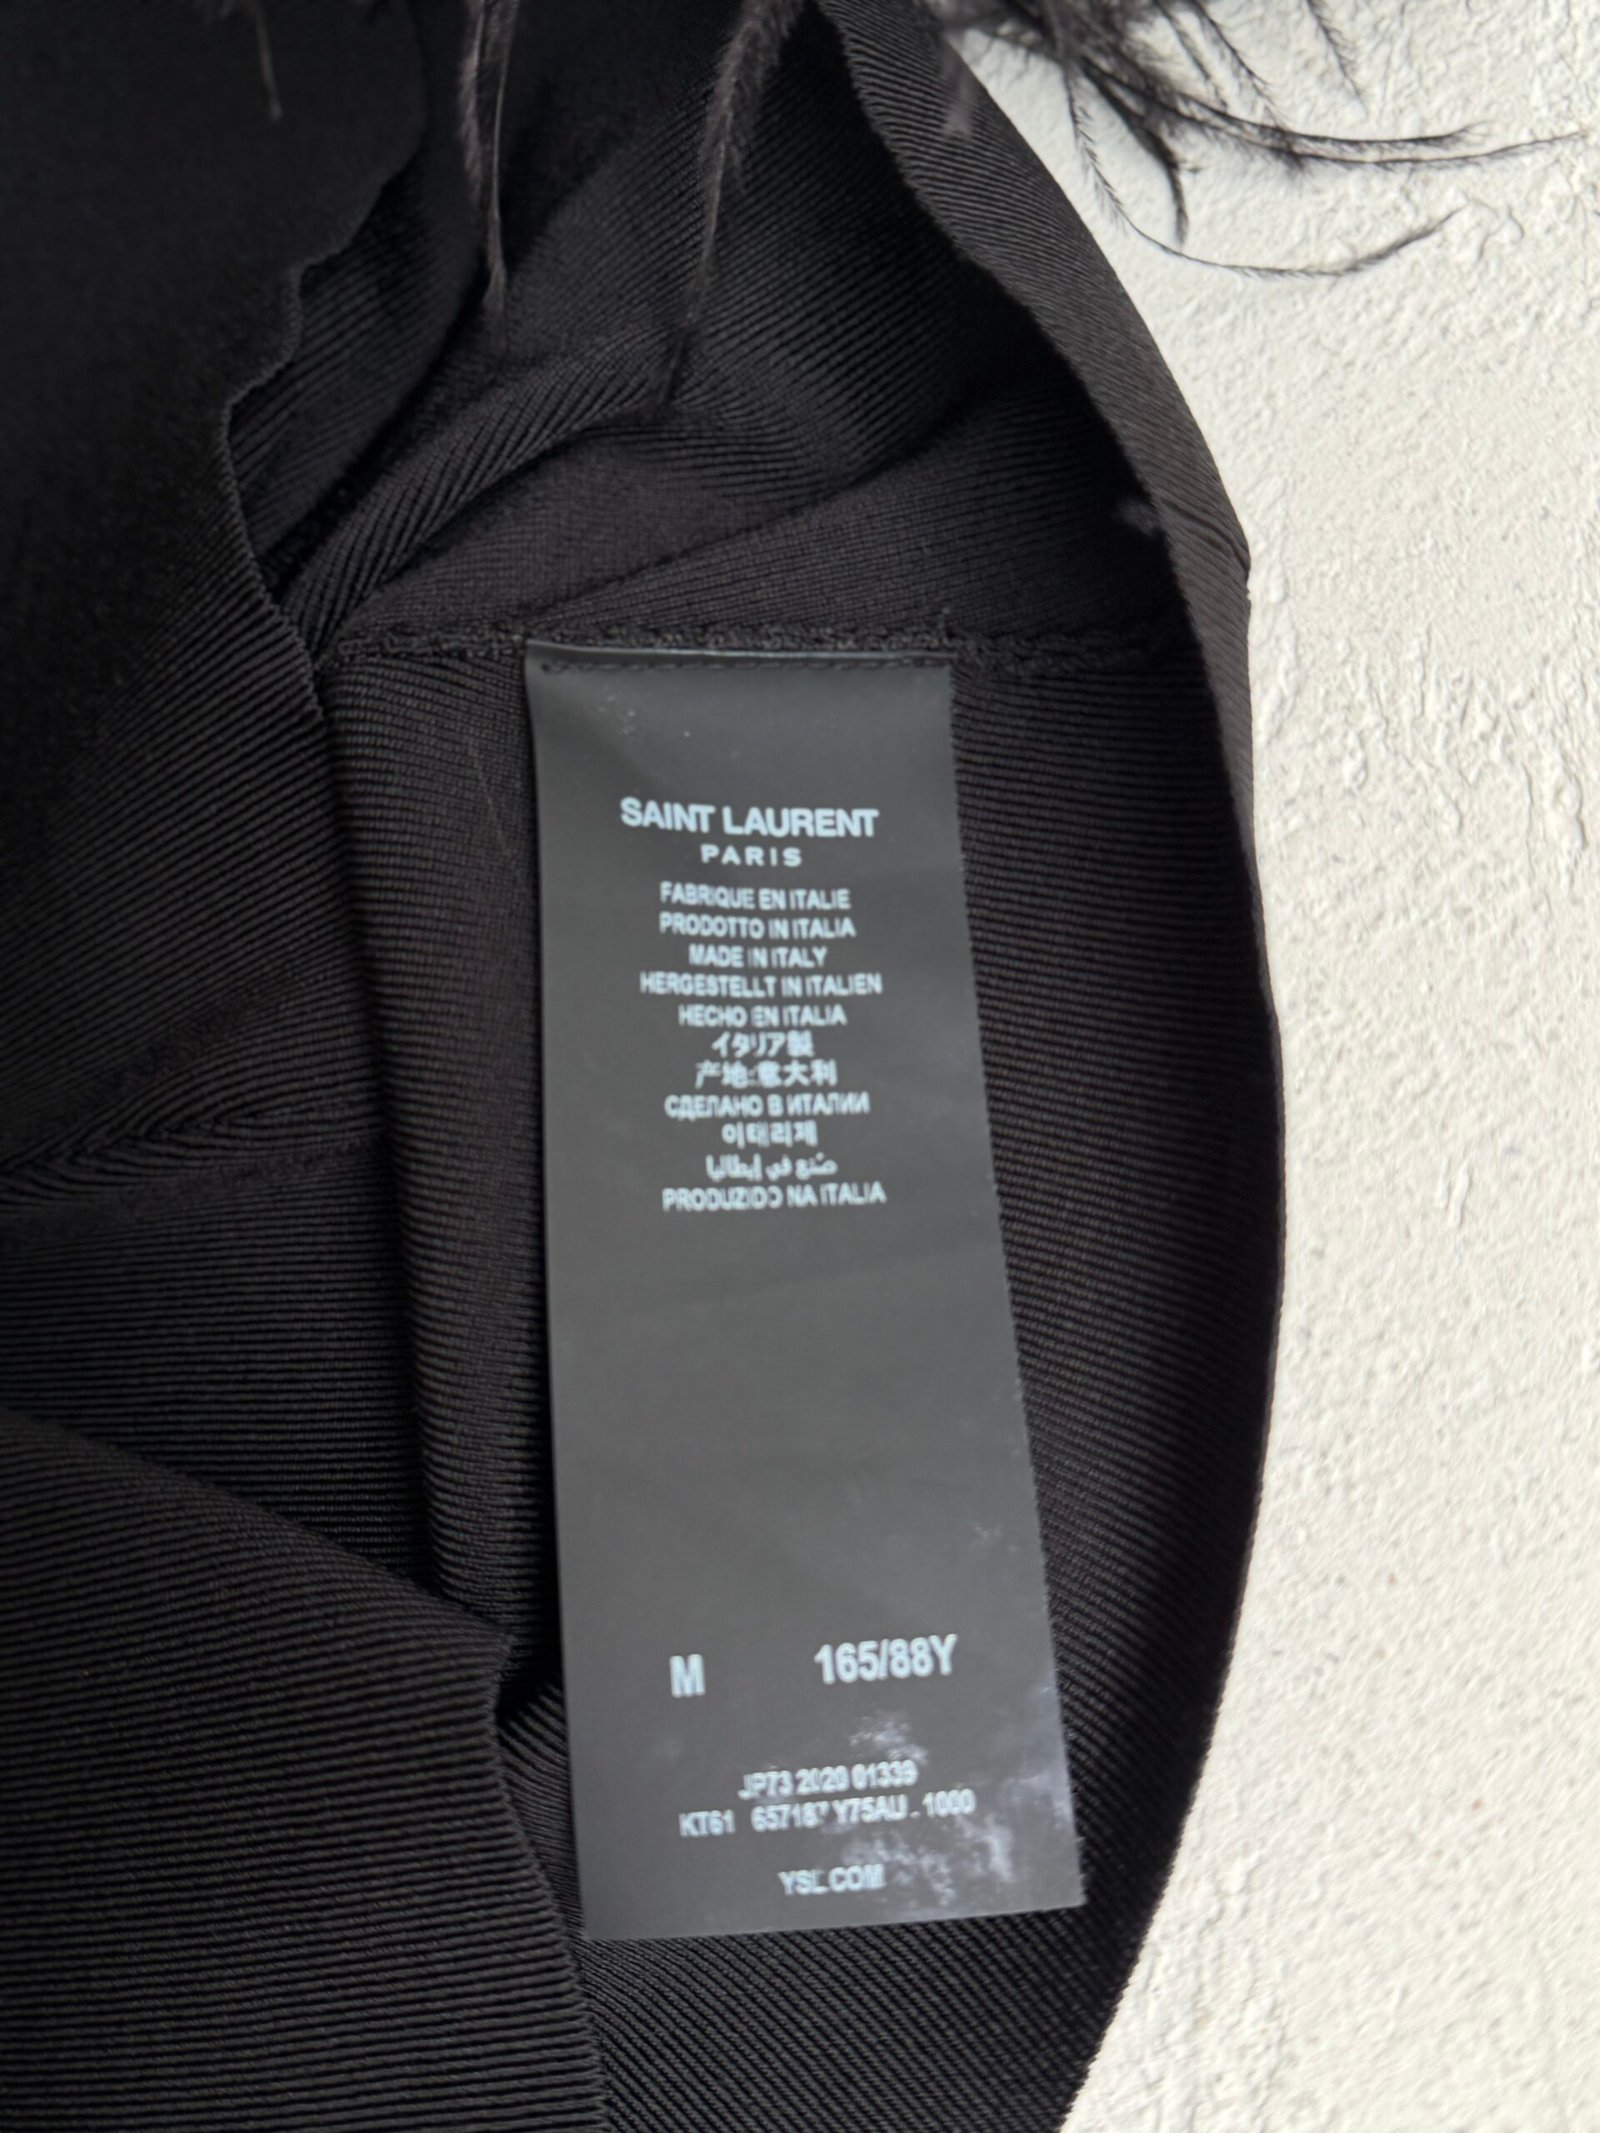 SAINT LAURENT
PARIS
FABRIQUE EN ITALIE
PRODOTTO IN ITALIA
MADE IN ITALY
HERGESTELLT IN ITALIEN
HECHO EN ITALIA
イタリア製
产地:意大利
СДЕЛАНО В ИТАЛИИ
이태리제
صنع في إيطاليا
PRODUZIDO NA ITALIA
M 165/88Y
JP73 2020 01339
KT61 657187 Y75AU . 1000
YSL.COM